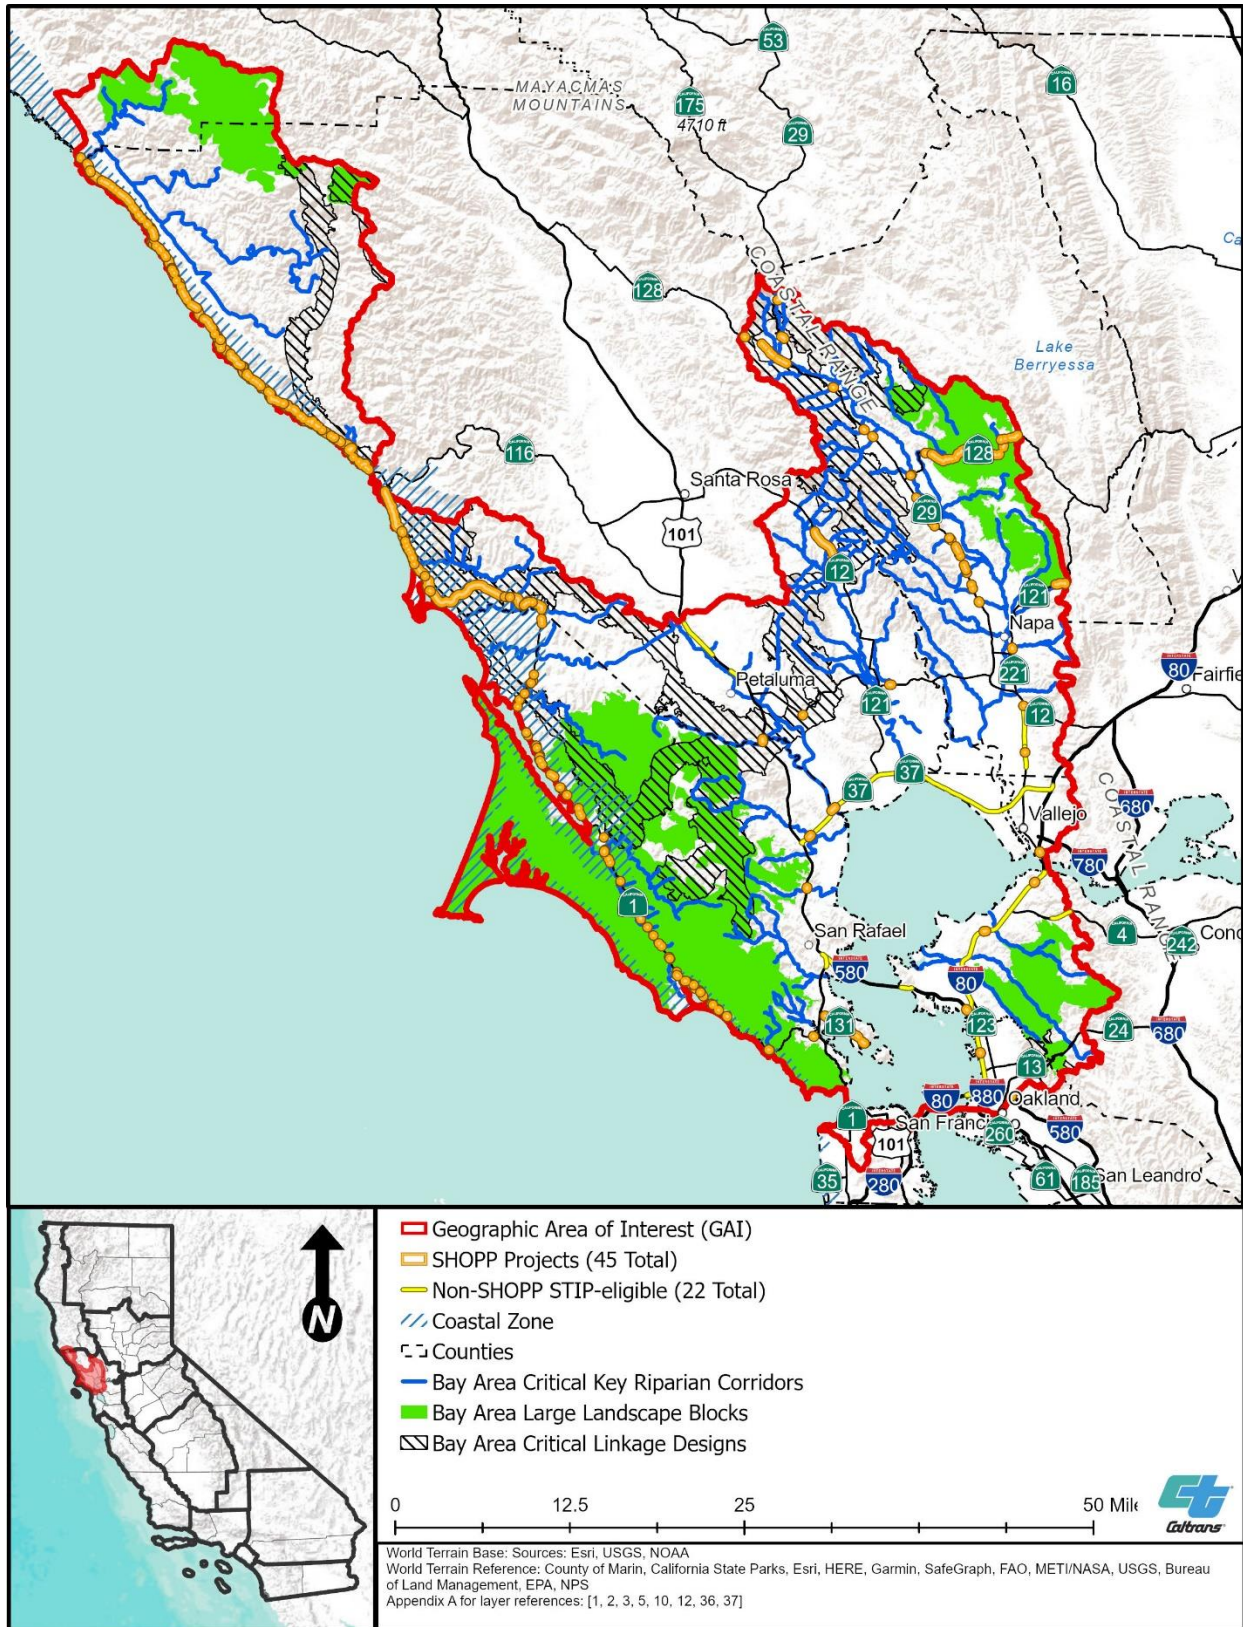 53
16
MAYACMAS
MOUNTAINS
175
4710 ft
29
COASTAL RANGE
128
Lake
Berryessa
116
Santa Rosa
101
128
29
12
121
Napa
80
Fairfie
221
Petaluma
121
12
37
37
COASTAL RANGE
680
Vallejo
780
1
San Rafael
580
4
242
Conc
80
131
123
24
680
13
80
880
Oakland
1
San Francisco
101
260
580
35
280
61
185
San Leandro
N
Geographic Area of Interest (GAI)
SHOPP Projects (45 Total)
Non-SHOPP STIP-eligible (22 Total)
Coastal Zone
Counties
Bay Area Critical Key Riparian Corridors
Bay Area Large Landscape Blocks
Bay Area Critical Linkage Designs
0 12.5 25 50 Mile
Caltrans
World Terrain Base: Sources: Esri, USGS, NOAA
World Terrain Reference: County of Marin, California State Parks, Esri, HERE, Garmin, SafeGraph, FAO, METI/NASA, USGS, Bureau
of Land Management, EPA, NPS
Appendix A for layer references: [1, 2, 3, 5, 10, 12, 36, 37]